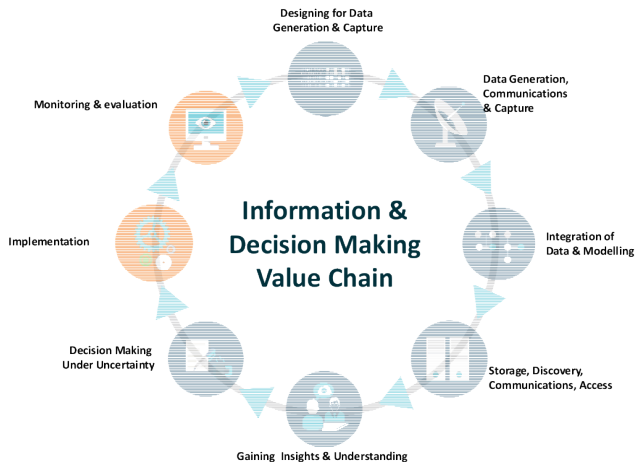 Designing for Data
Generation & Capture
Data Generation,
Communications
& Capture
Monitoring & evaluation
Information &
Decision Making
Value Chain
Implementation
Integration of
Data & Modelling
Decision Making
Under Uncertainty
Storage, Discovery,
Communications, Access
Gaining Insights & Understanding